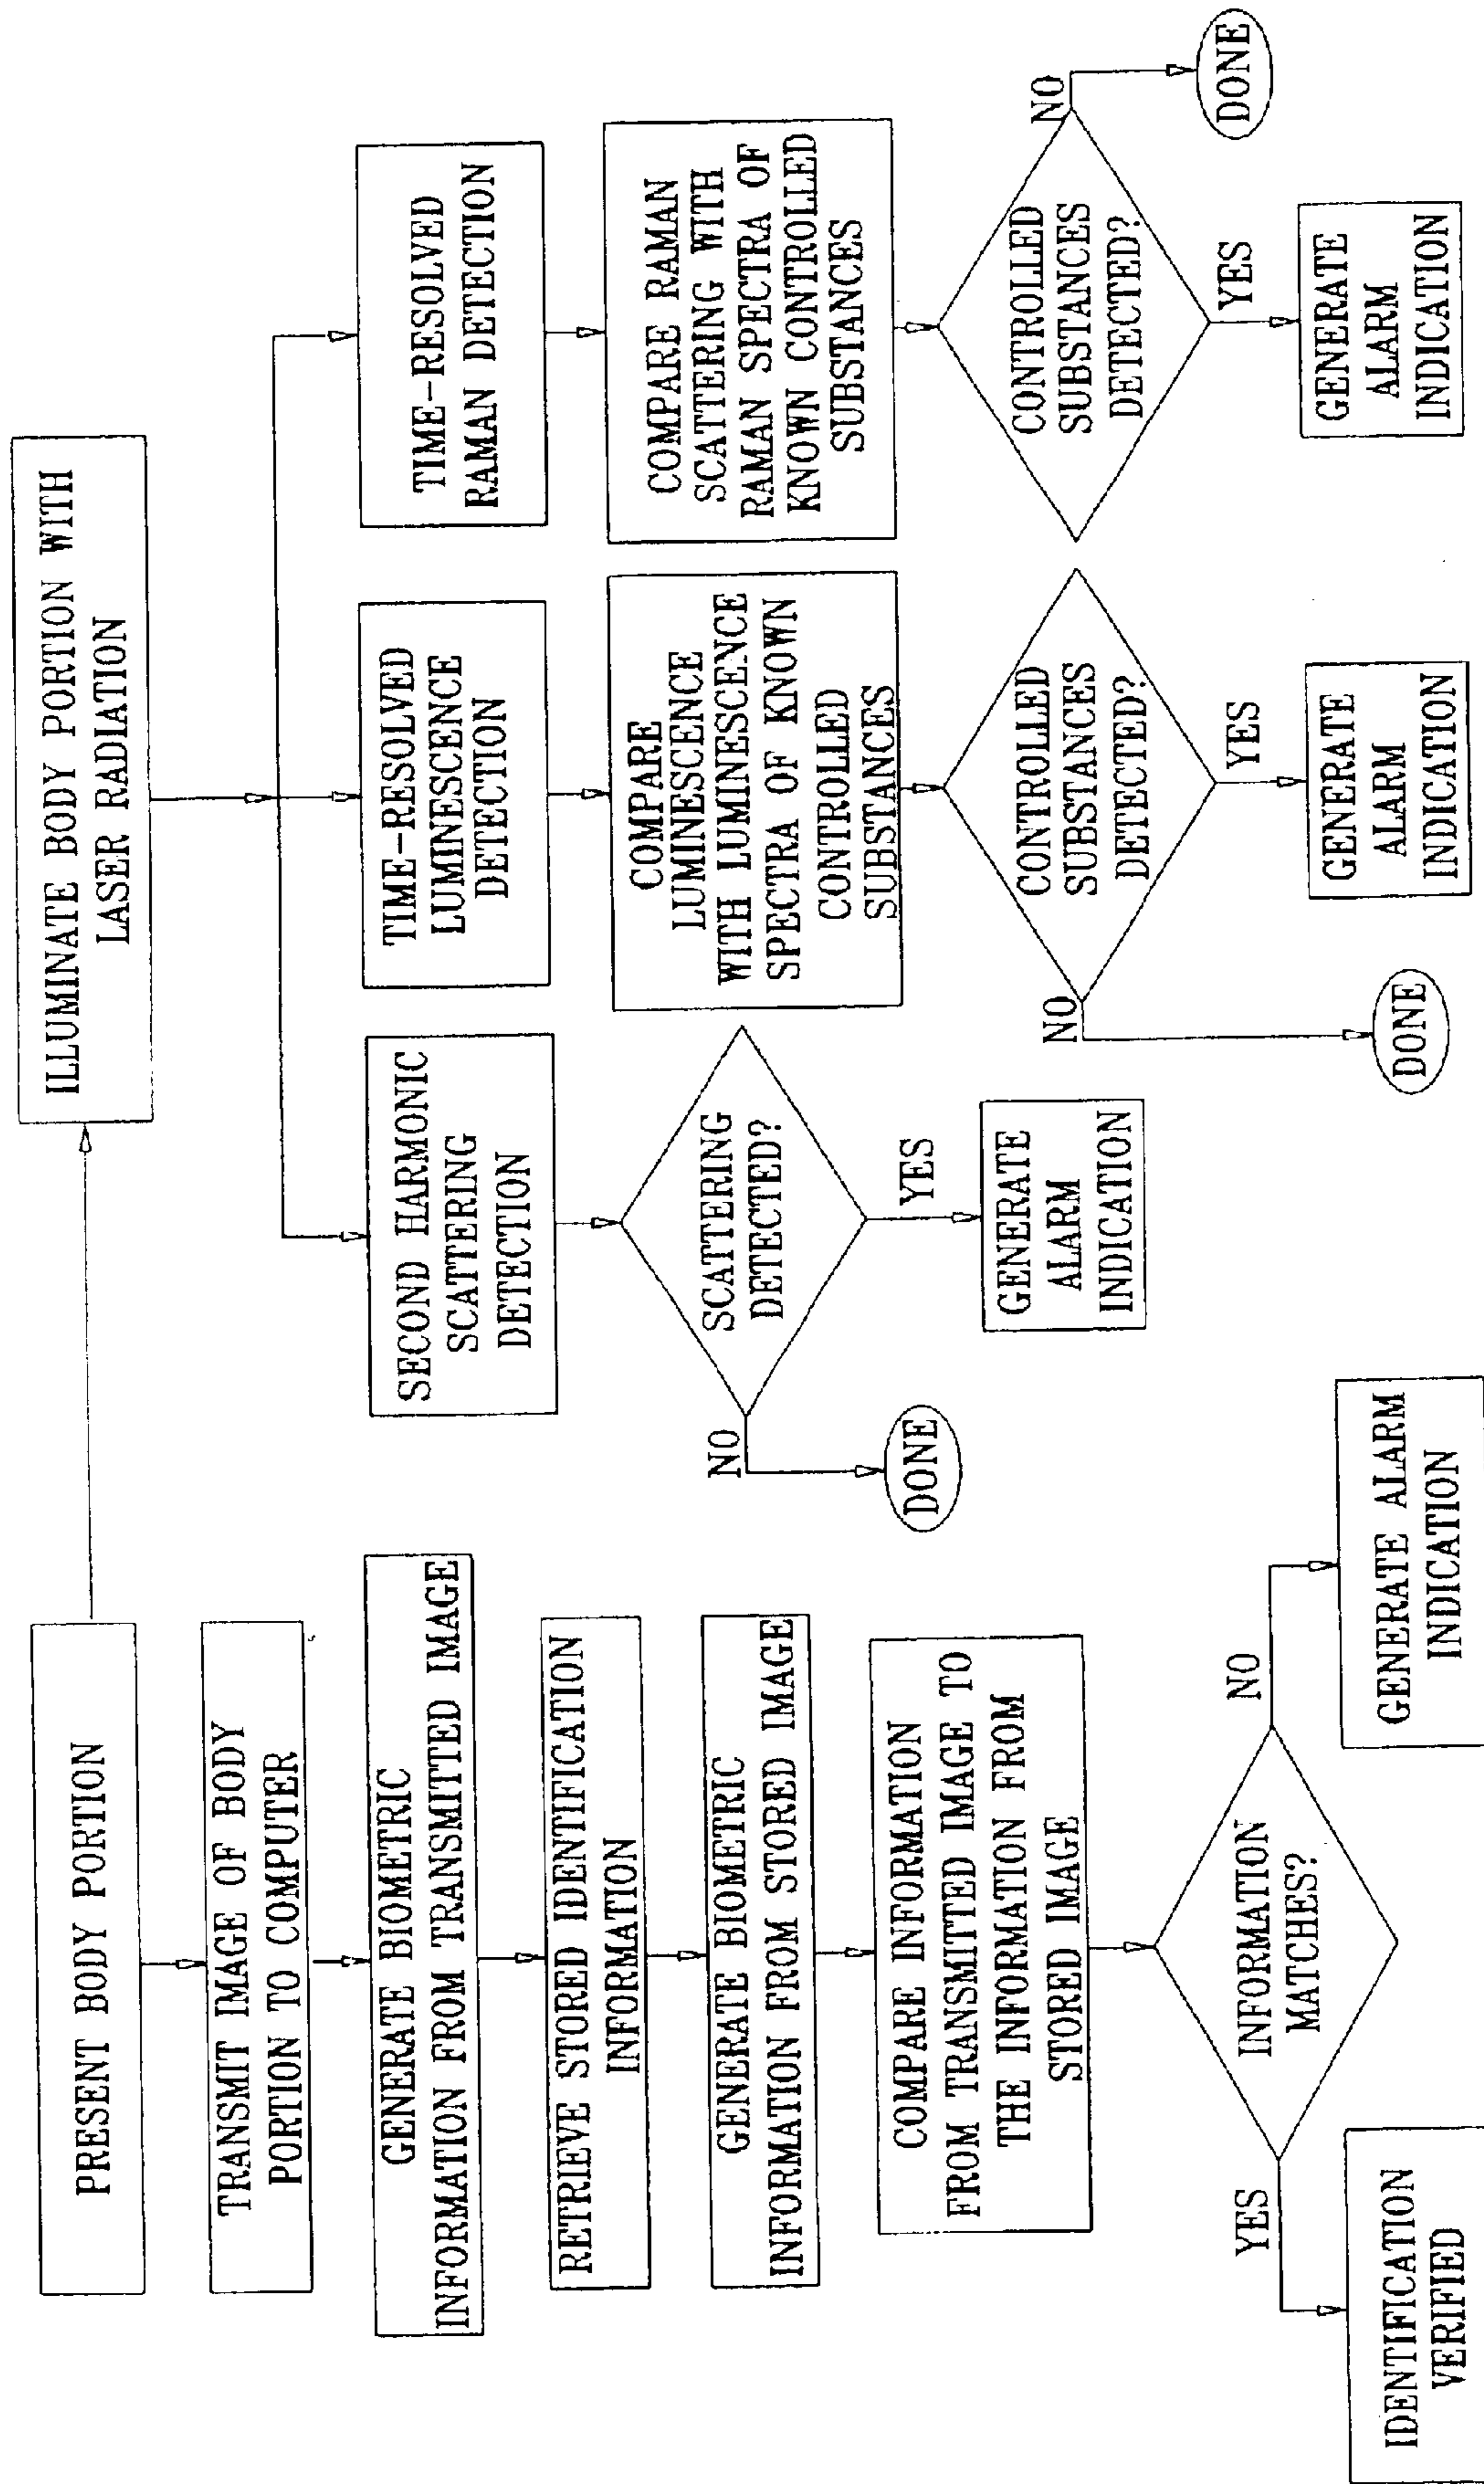 PRESENT BODY PORTION
TRANSMIT IMAGE OF BODY
PORTION TO COMPUTER
GENERATE BIOMETRIC
INFORMATION FROM TRANSMITTED IMAGE
RETRIEVE STORED IDENTIFICATION
INFORMATION
GENERATE BIOMETRIC
INFORMATION FROM STORED IMAGE
COMPARE INFORMATION
FROM TRANSMITTED IMAGE TO
THE INFORMATION FROM
STORED IMAGE
INFORMATION
MATCHES?
YES
NO
IDENTIFICATION
VERIFIED
GENERATE ALARM
INDICATION
ILLUMINATE BODY PORTION WITH
LASER RADIATION
SECOND HARMONIC
SCATTERING
DETECTION
SCATTERING
DETECTED?
NO
DONE
YES
GENERATE
ALARM
INDICATION
TIME-RESOLVED
LUMINESCENCE
DETECTION
COMPARE
LUMINESCENCE
WITH LUMINESCENCE
SPECTRA OF KNOWN
CONTROLLED
SUBSTANCES
CONTROLLED
SUBSTANCES
DETECTED?
NO
DONE
YES
GENERATE
ALARM
INDICATION
TIME-RESOLVED
RAMAN DETECTION
COMPARE RAMAN
SCATTERING WITH
RAMAN SPECTRA OF
KNOWN CONTROLLED
SUBSTANCES
CONTROLLED
SUBSTANCES
DETECTED?
NO
DONE
YES
GENERATE
ALARM
INDICATION